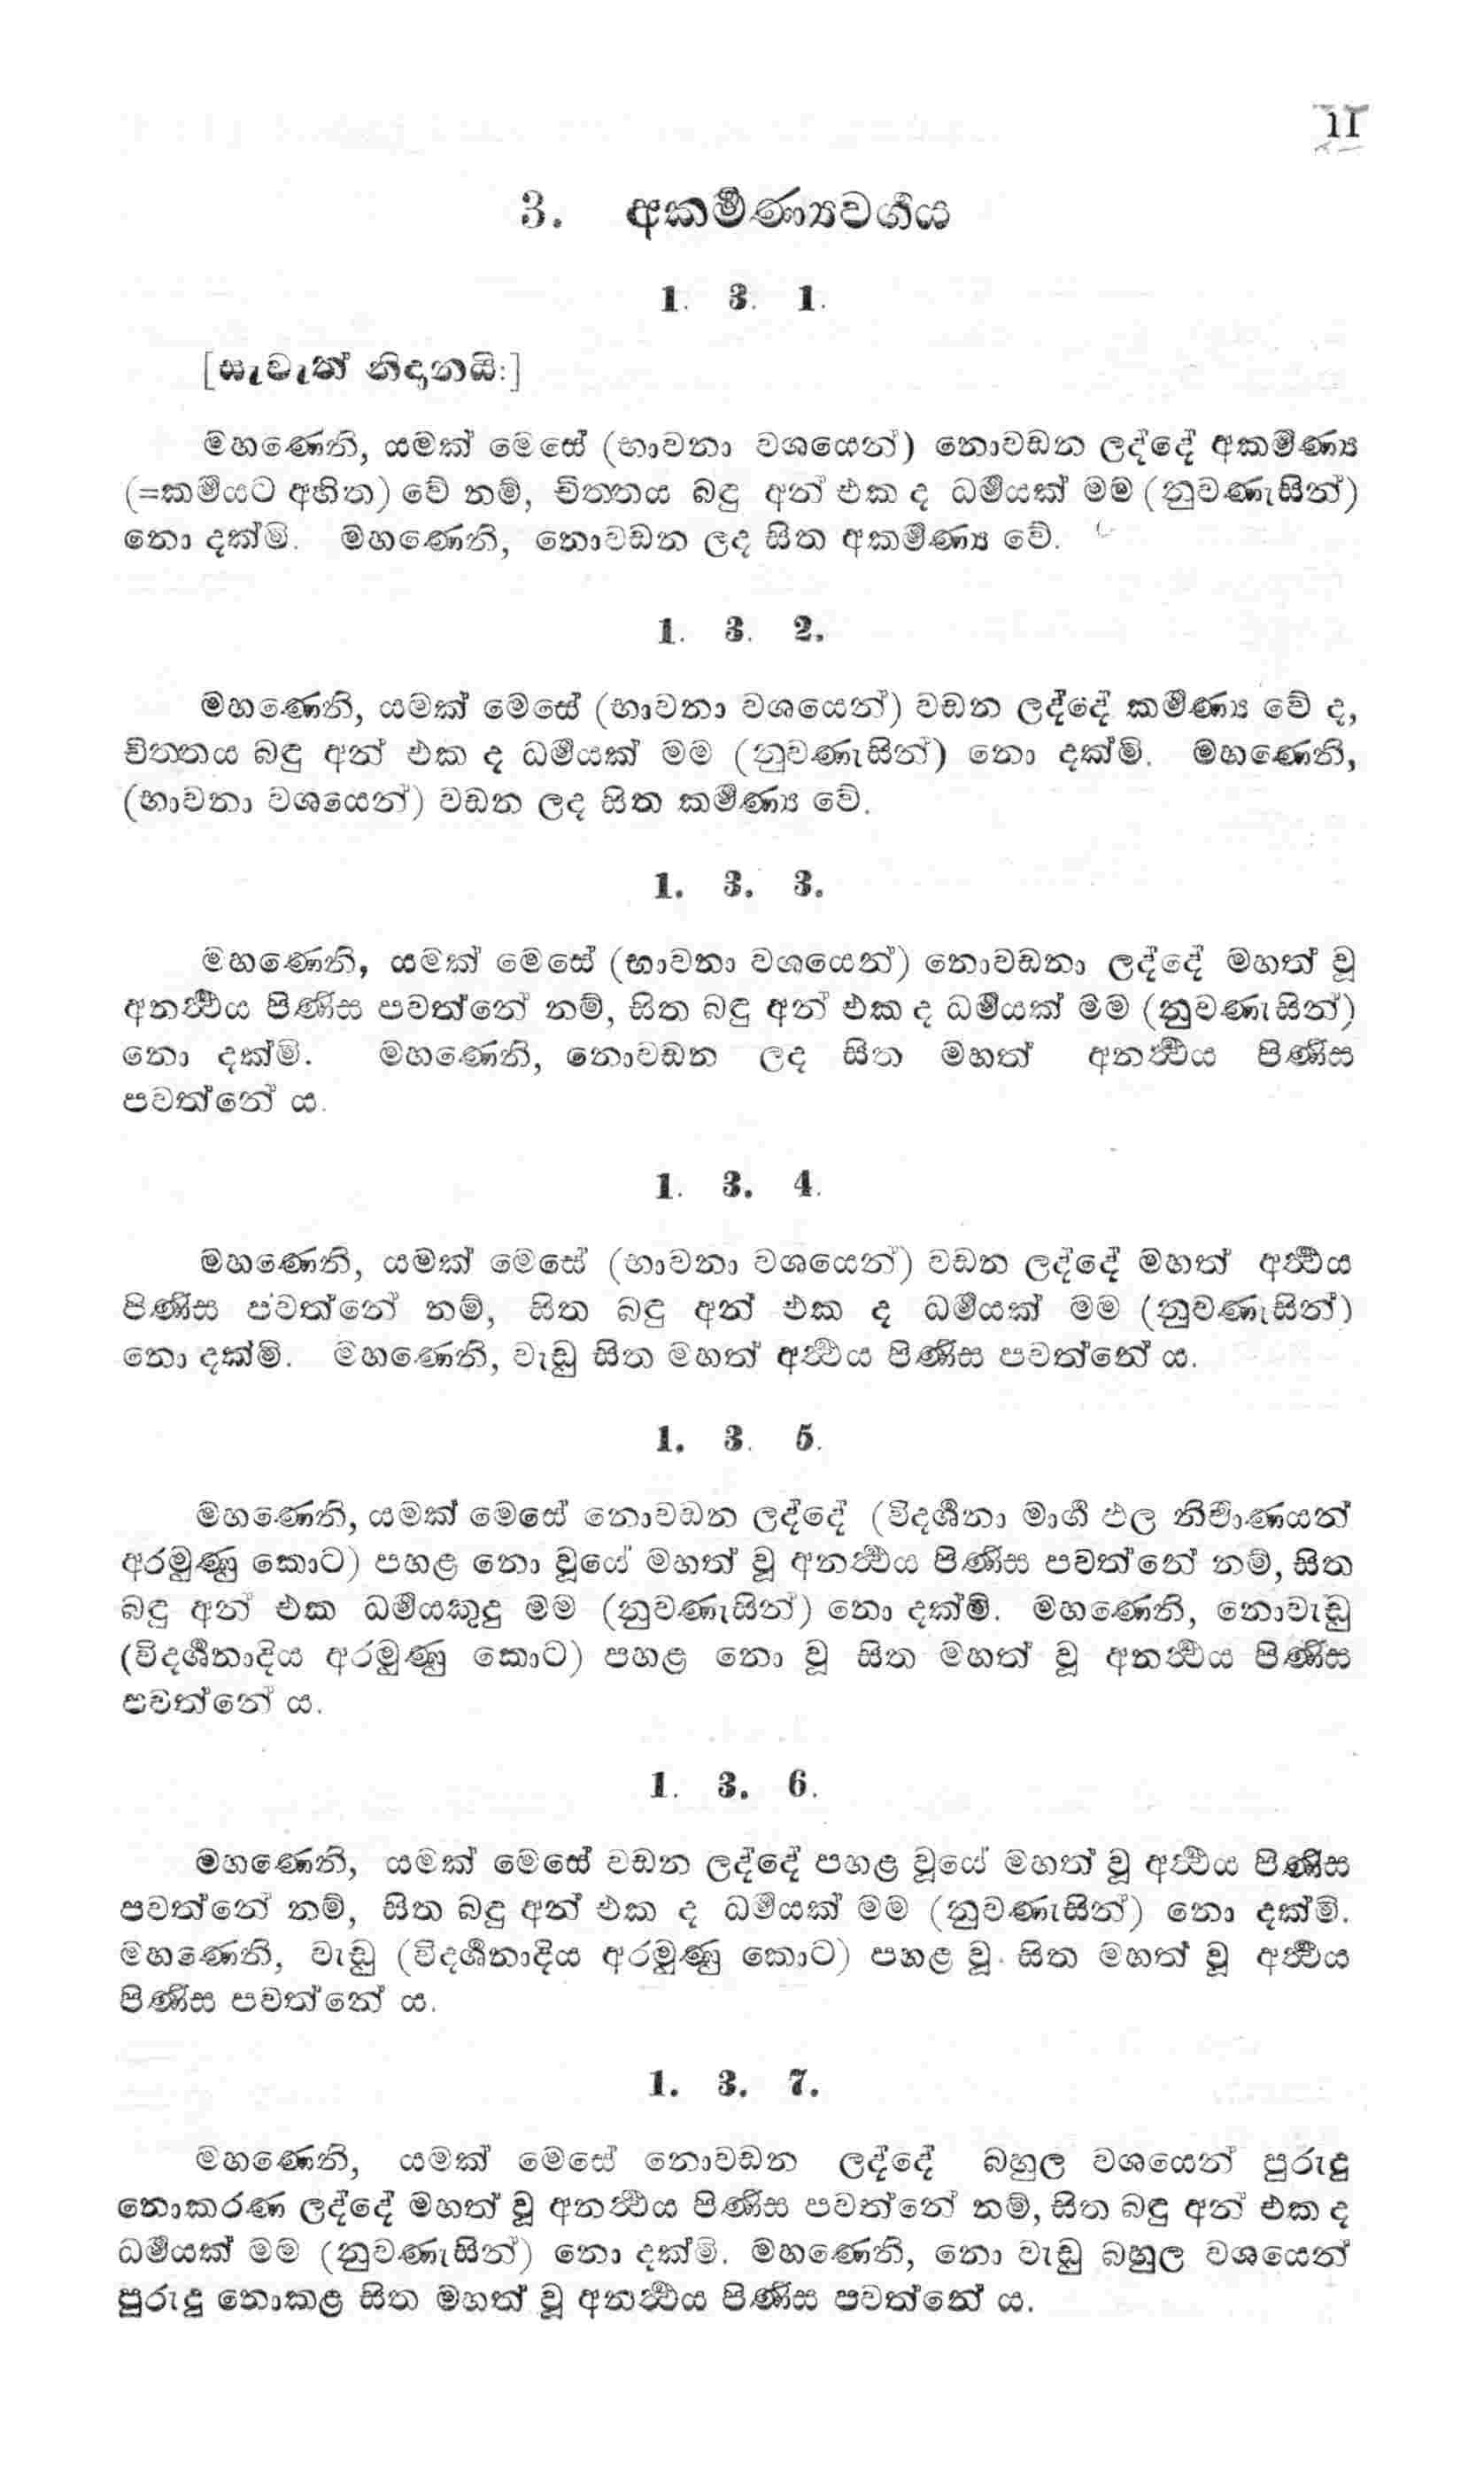 11
3. අකර්‍මණ්‍යවර්‍ගය
1. 3. 1.
[සැවැත් නිදානයි:]
මහණෙනි, යමක් මෙසේ (භාවනා වශයෙන්) නොවඩන ලද්දේ අකර්‍මණ්‍ය
(=කර්‍මයට අහිත) වේ නම්, චිත්තය බඳු අන් එක ද ධර්‍මයක් මම (නුවණැසින්)
නො දක්මි. මහණෙනි, නොවඩන ලද සිත අකර්‍මණ්‍ය වේ.
1. 3. 2.
මහණෙනි, යමක් මෙසේ (භාවනා වශයෙන්) වඩන ලද්දේ කර්‍මණ්‍ය වේ ද,
චිත්තය බඳු අන් එක ද ධර්‍මයක් මම (නුවණැසින්) නො දක්මි. මහණෙනි,
(භාවනා වශයෙන්) වඩන ලද සිත කර්‍මණ්‍ය වේ.
1. 3. 3.
මහණෙනි, යමක් මෙසේ (භාවනා වශයෙන්) නොවඩනා ලද්දේ මහත් වූ
අනර්‍ත්‍ථය පිණිස පවත්නේ නම්, සිත බඳු අන් එක ද ධර්‍මයක් මම (නුවණැසින්)
නො දක්මි. මහණෙනි, නොවඩන ලද සිත මහත් අනර්‍ත්‍ථය පිණිස
පවත්නේ ය.
1. 3. 4.
මහණෙනි, යමක් මෙසේ (භාවනා වශයෙන්) වඩන ලද්දේ මහත් අර්‍ත්‍ථය
පිණිස පවත්නේ නම්, සිත බඳු අන් එක ද ධර්‍මයක් මම (නුවණැසින්)
නො දක්මි. මහණෙනි, වැඩූ සිත මහත් අර්‍ත්‍ථය පිණිස පවත්නේ ය.
1. 3. 5.
මහණෙනි, යමක් මෙසේ නොවඩන ලද්දේ (විදර්‍ශනා මාර්‍ග ඵල නිර්‍වාණයන්
අරමුණු කොට) පහළ නො වූයේ මහත් වූ අනර්‍ත්‍ථය පිණිස පවත්නේ නම්, සිත
බඳු අන් එක ධර්‍මයකුදු මම (නුවණැසින්) නො දක්මි. මහණෙනි, නොවැඩූ
(විදර්‍ශනාදිය අරමුණු කොට) පහළ නො වූ සිත මහත් වූ අනර්‍ත්‍ථය පිණිස
පවත්නේ ය.
1. 3. 6.
මහණෙනි, යමක් මෙසේ වඩන ලද්දේ පහළ වූයේ මහත් වූ අර්‍ත්‍ථය පිණිස
පවත්නේ නම්, සිත බඳු අන් එක ද ධර්‍මයක් මම (නුවණැසින්) නො දක්මි.
මහණෙනි, වැඩූ (විදර්‍ශනාදිය අරමුණු කොට) පහළ වූ සිත මහත් වූ අර්‍ත්‍ථය
පිණිස පවත්නේ ය.
1. 3. 7.
මහණෙනි, යමක් මෙසේ නොවඩන ලද්දේ බහුල වශයෙන් පුරුදු
නොකරණ ලද්දේ මහත් වූ අනර්‍ත්‍ථය පිණිස පවත්නේ නම්, සිත බඳු අන් එක ද
ධර්‍මයක් මම (නුවණැසින්) නො දක්මි. මහණෙනි, නො වැඩූ බහුල වශයෙන්
පුරුදු නොකළ සිත මහත් වූ අනර්‍ත්‍ථය පිණිස පවත්නේ ය.